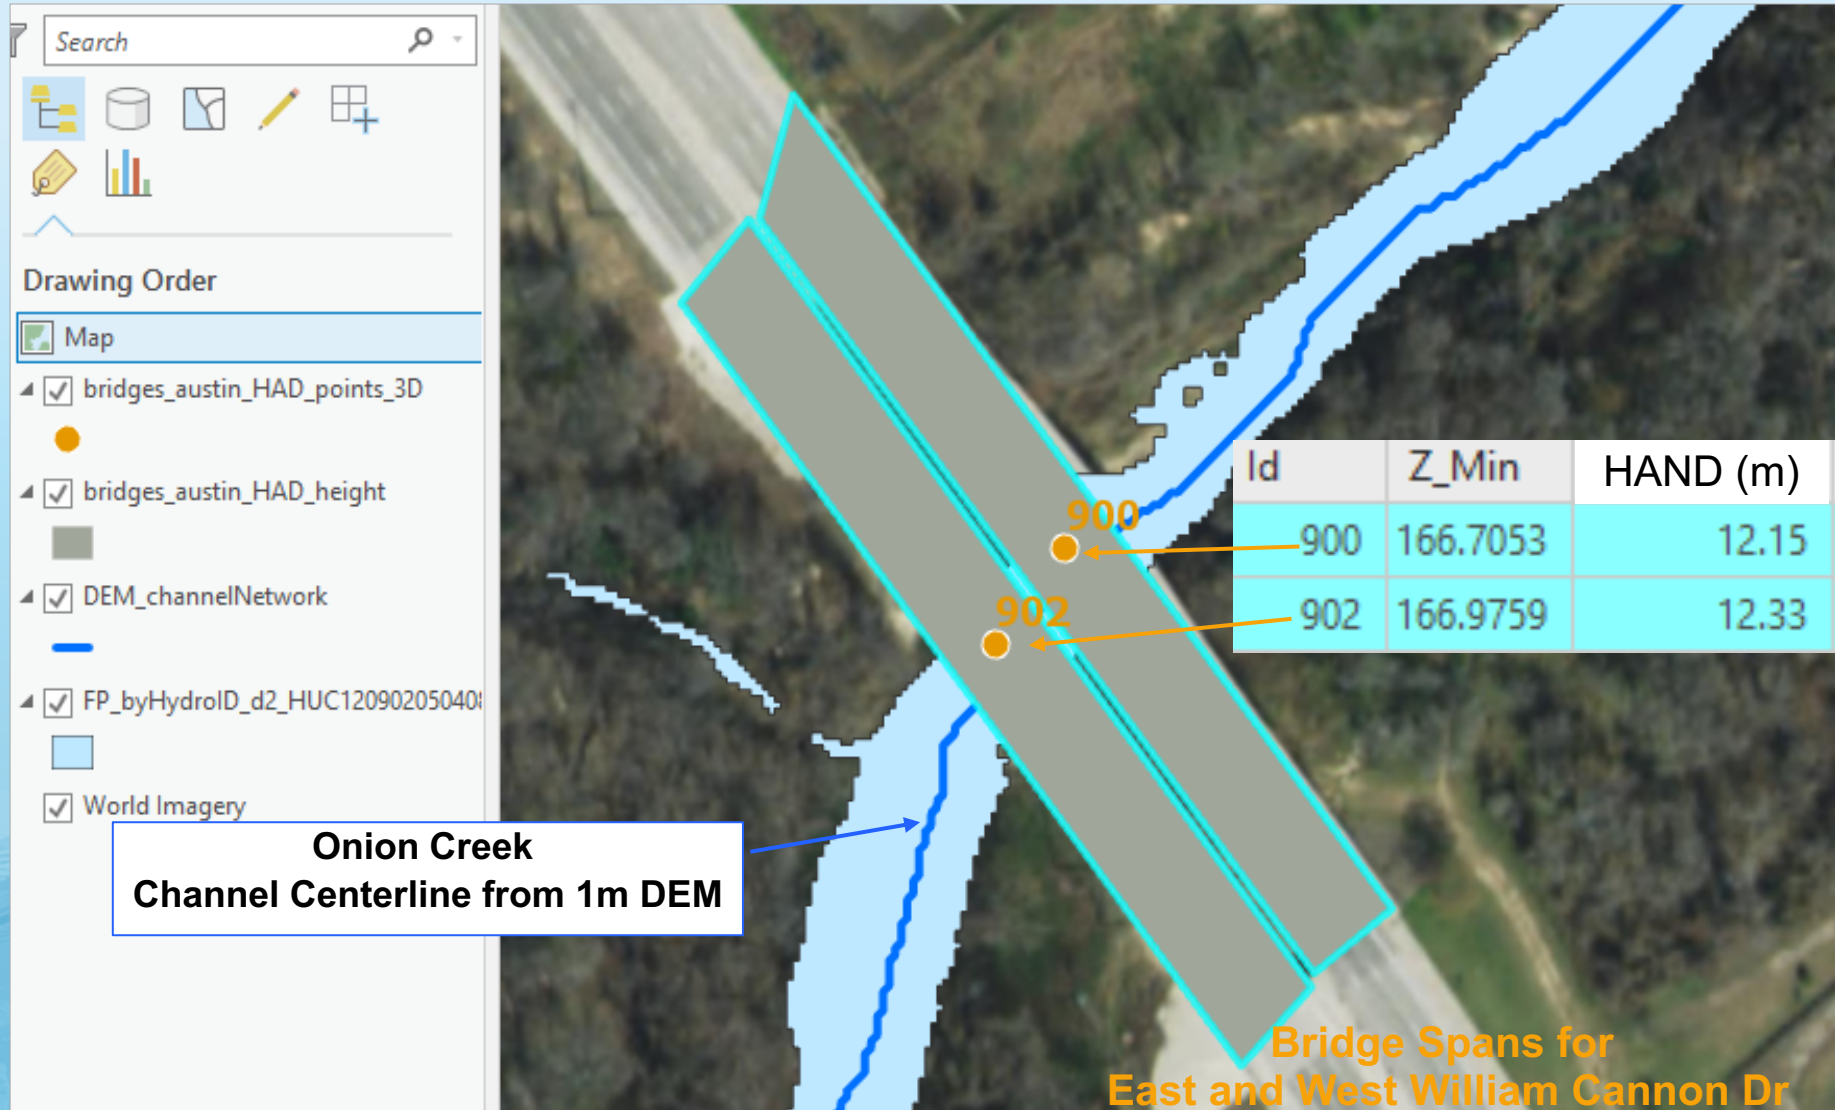 Search
Drawing Order
Map
bridges_austin_HAD_points_3D
bridges_austin_HAD_height
DEM_channelNetwork
FP_byHydroID_d2_HUC12090205040
World Imagery
Onion Creek
Channel Centerline from 1m DEM
900
902
Id Z_Min HAND (m)
900 166.7053 12.15
902 166.9759 12.33
Bridge Spans for
East and West William Cannon Dr